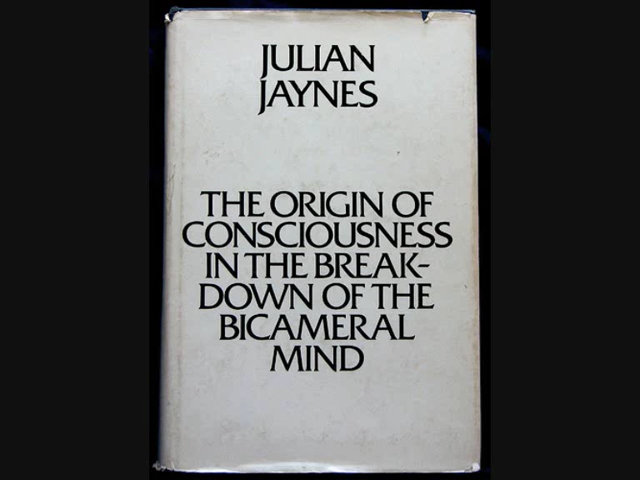 JULIAN
JAYNES
THE ORIGIN OF
CONSCIOUSNESS
IN THE BREAK-
DOWN OF THE
BICAMERAL
MIND